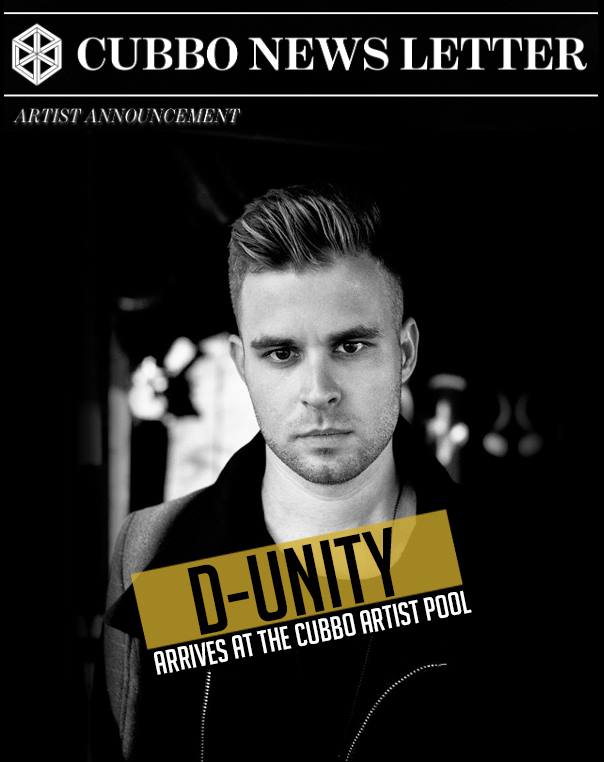 CUBBO NEWS LETTER
ARTIST ANNOUNCEMENT
D-UNITY
ARRIVES AT THE CUBBO ARTIST POOL